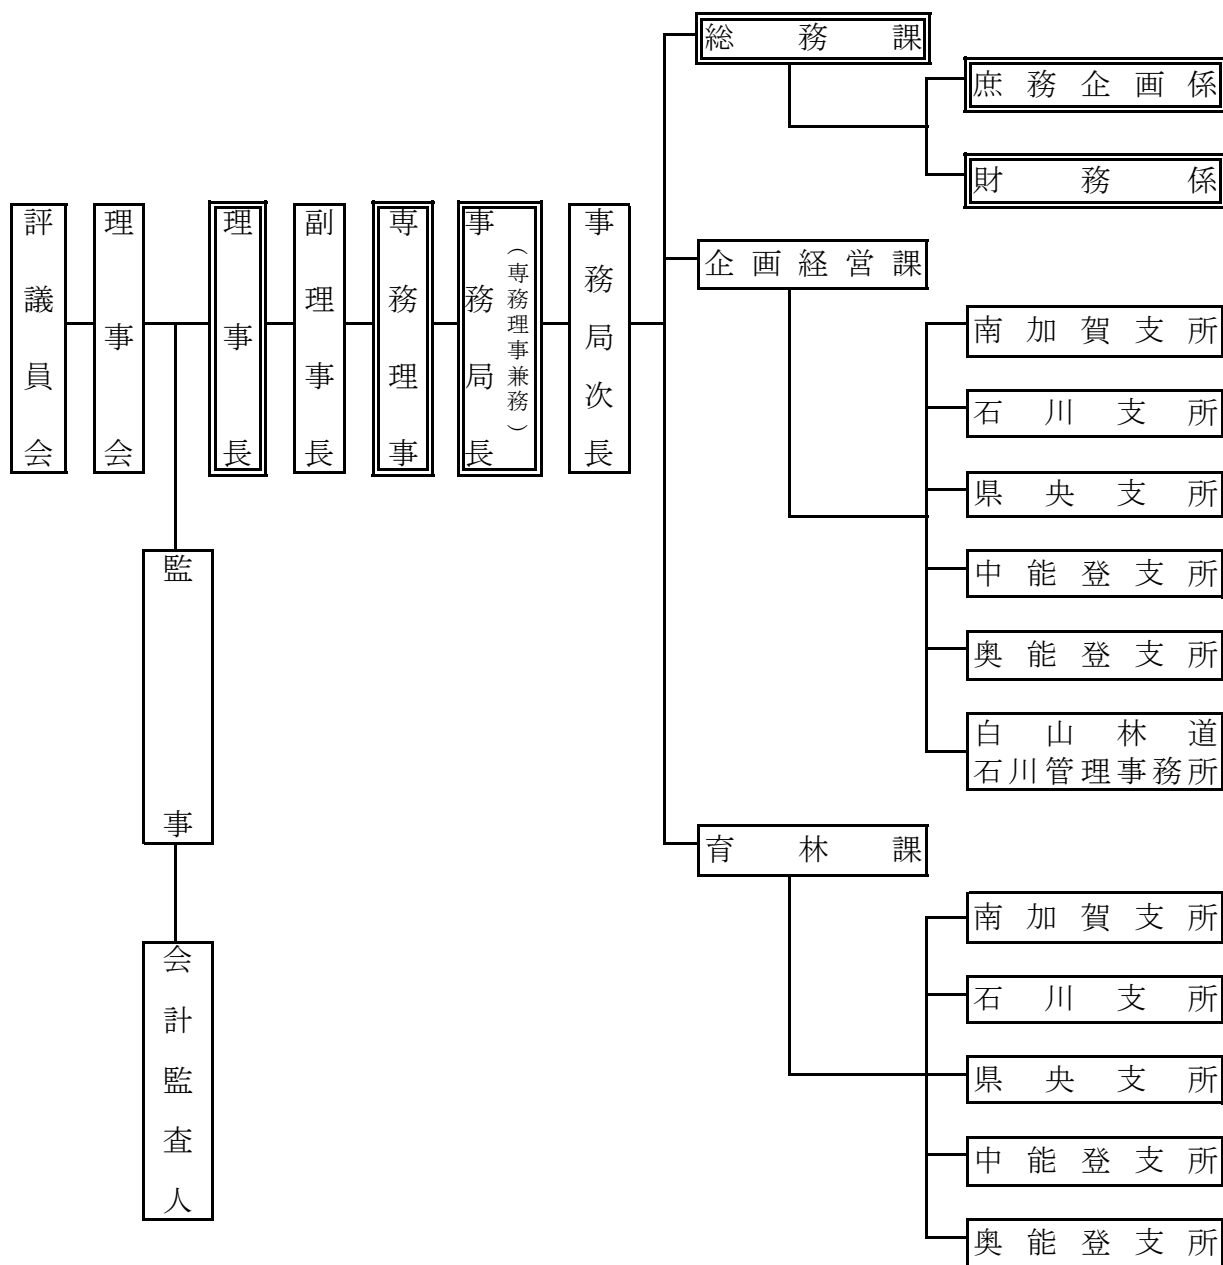 総務課
庶務企画係
財務係
評議員会
理事会
理事長
副理事長
専務理事
事務局長
（専務理事兼務）
事務局次長
企画経営課
南加賀支所
石川支所
県央支所
中能登支所
奥能登支所
白山林道
石川管理事務所
監事
会計監査人
育林課
南加賀支所
石川支所
県央支所
中能登支所
奥能登支所